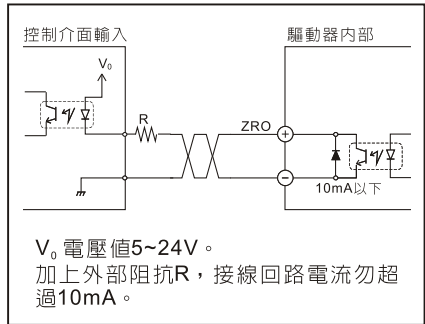 控制介面輸入
驅動器內部
V₀
R
ZRO
+
−
10mA以下
V₀ 電壓值5~24V。
加上外部阻抗R，接線回路電流勿超
過10mA。